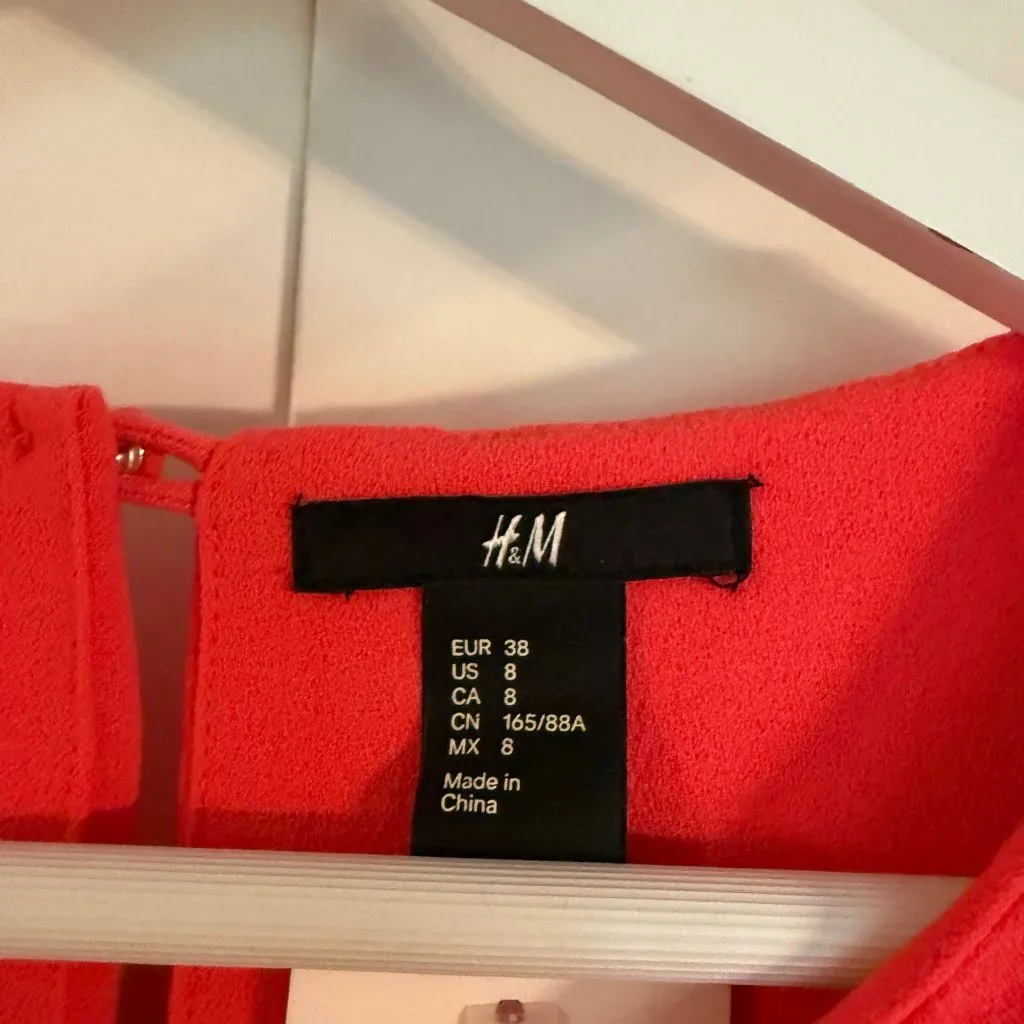 H&M
EUR 38
US 8
CA 8
CN 165/88A
MX 8
Made in
China